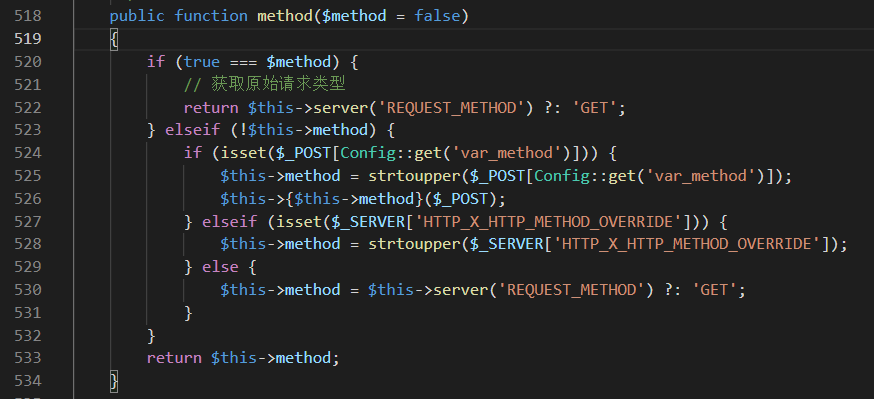 518 public function method($method = false)
519 {
520 if (true === $method) {
521 // 获取原始请求类型
522 return $this->server('REQUEST_METHOD') ?: 'GET';
523 } elseif (!$this->method) {
524 if (isset($_POST[Config::get('var_method')])) {
525 $this->method = strtoupper($_POST[Config::get('var_method')]);
526 $this->{$this->method}($_POST);
527 } elseif (isset($_SERVER['HTTP_X_HTTP_METHOD_OVERRIDE'])) {
528 $this->method = strtoupper($_SERVER['HTTP_X_HTTP_METHOD_OVERRIDE']);
529 } else {
530 $this->method = $this->server('REQUEST_METHOD') ?: 'GET';
531 }
532 }
533 return $this->method;
534 }